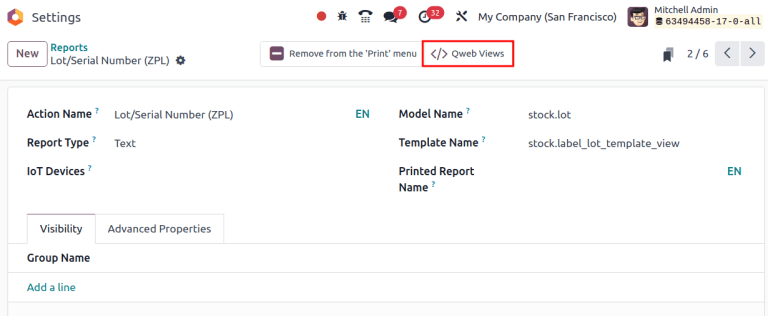 Settings
7
32
My Company (San Francisco)
Mitchell Admin
63494458-17-0-all
New
Reports
Lot/Serial Number (ZPL)
Remove from the 'Print' menu
</> Qweb Views
2 / 6
Action Name ?
Lot/Serial Number (ZPL)
EN
Model Name ?
stock.lot
Report Type ?
Text
Template Name ?
stock.label_lot_template_view
IoT Devices ?
Printed Report
Name ?
EN
Visibility
Advanced Properties
Group Name
Add a line